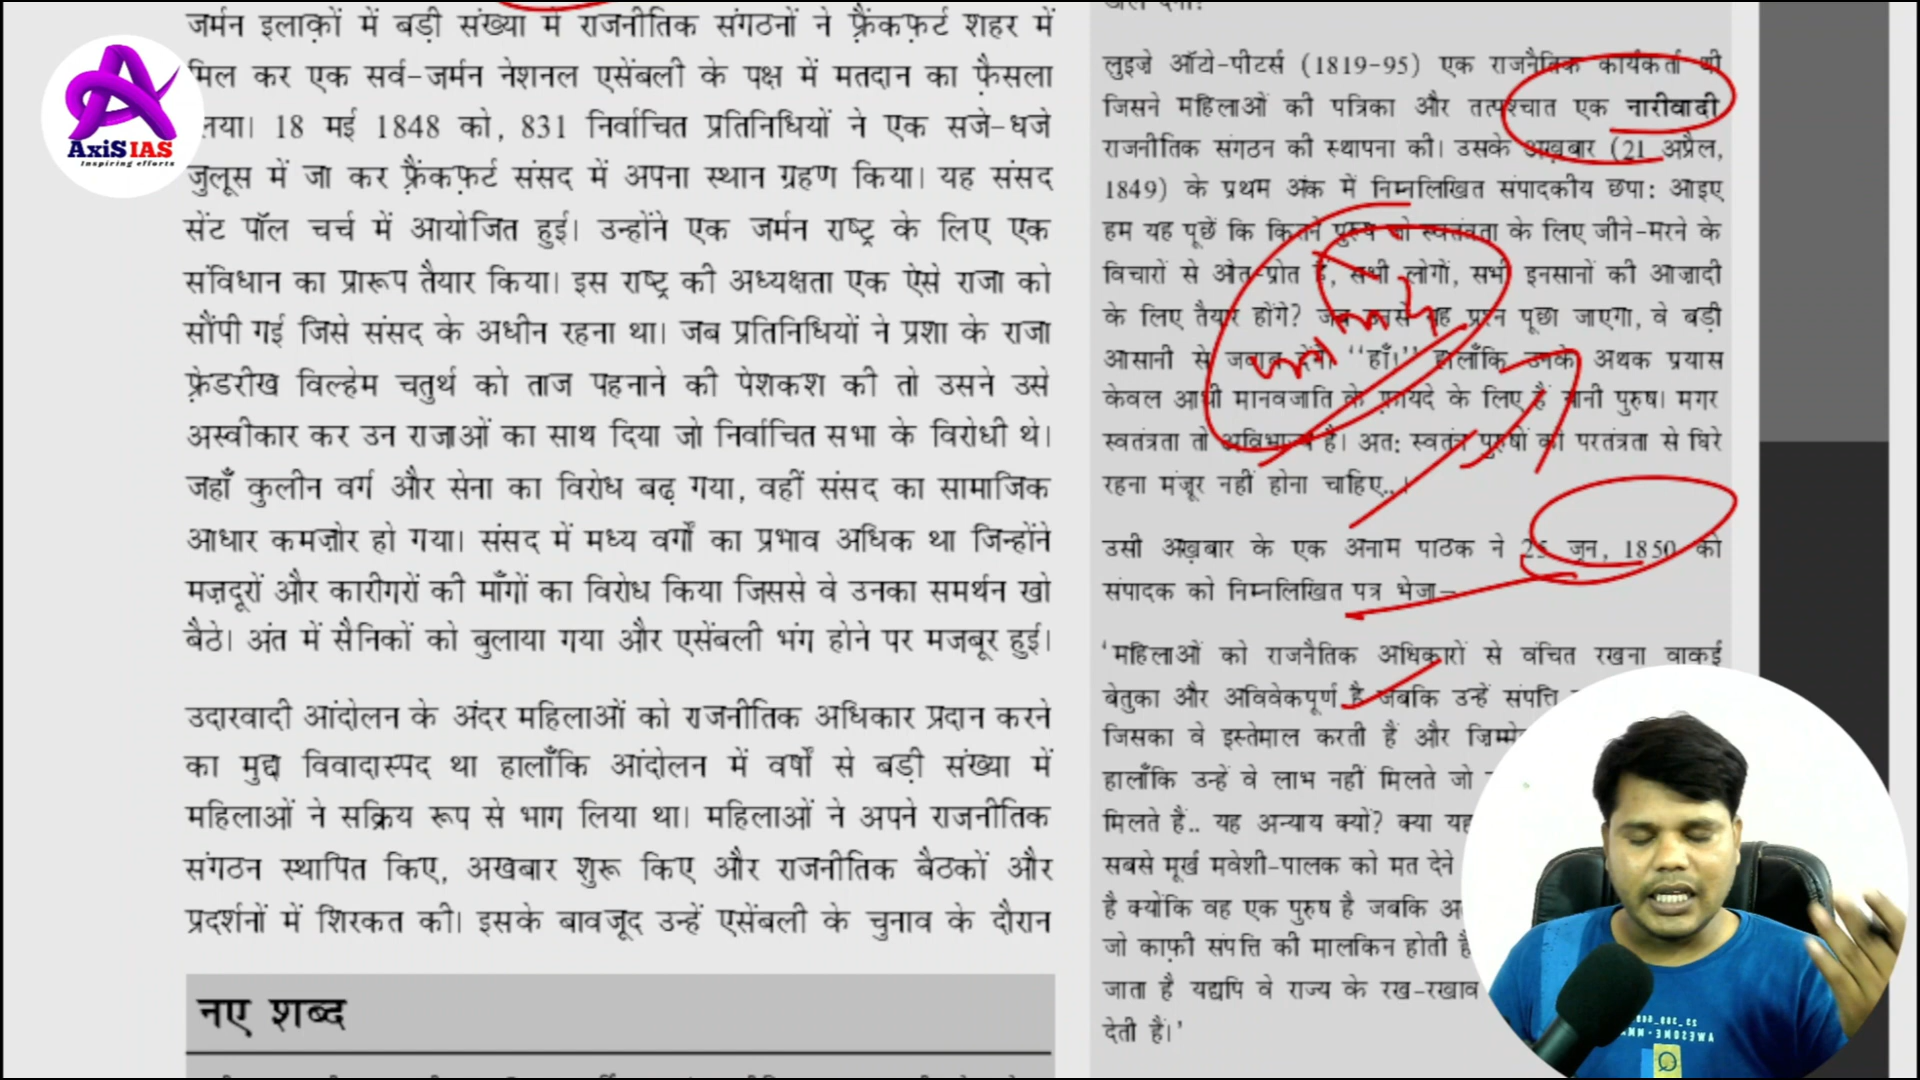 AxiS IAS
Inspiring efforts
जर्मन इलाक़ों में बड़ी संख्या में राजनीतिक संगठनों ने फ़्रैंकफ़र्ट शहर में
मिल कर एक सर्व-जर्मन नेशनल एसेंबली के पक्ष में मतदान का फ़ैसला
लया। 18 मई 1848 को, 831 निर्वाचित प्रतिनिधियों ने एक सजे-धजे
जुलूस में जा कर फ़्रैंकफ़र्ट संसद में अपना स्थान ग्रहण किया। यह संसद
सेंट पॉल चर्च में आयोजित हुई। उन्होंने एक जर्मन राष्ट्र के लिए एक
संविधान का प्रारूप तैयार किया। इस राष्ट्र की अध्यक्षता एक ऐसे राजा को
सौंपी गई जिसे संसद के अधीन रहना था। जब प्रतिनिधियों ने प्रशा के राजा
फ़्रेडरीख विल्हेम चतुर्थ को ताज पहनाने की पेशकश की तो उसने उसे
अस्वीकार कर उन राजाओं का साथ दिया जो निर्वाचित सभा के विरोधी थे।
जहाँ कुलीन वर्ग और सेना का विरोध बढ़ गया, वहीं संसद का सामाजिक
आधार कमज़ोर हो गया। संसद में मध्य वर्गों का प्रभाव अधिक था जिन्होंने
मज़दूरों और कारीगरों की माँगों का विरोध किया जिससे वे उनका समर्थन खो
बैठे। अंत में सैनिकों को बुलाया गया और एसेंबली भंग होने पर मजबूर हुई।
उदारवादी आंदोलन के अंदर महिलाओं को राजनीतिक अधिकार प्रदान करने
का मुद्दा विवादास्पद था हालाँकि आंदोलन में वर्षों से बड़ी संख्या में
महिलाओं ने सक्रिय रूप से भाग लिया था। महिलाओं ने अपने राजनीतिक
संगठन स्थापित किए, अखबार शुरू किए और राजनीतिक बैठकों और
प्रदर्शनों में शिरकत की। इसके बावजूद उन्हें एसेंबली के चुनाव के दौरान
नए शब्द
लुइज़े ऑटो-पीटर्स (1819-95) एक राजनैतिक कार्यकर्ता थी
जिसने महिलाओं की पत्रिका और तत्पश्चात एक नारीवादी
राजनीतिक संगठन की स्थापना की। उसके अख़बार (21 अप्रैल,
1849) के प्रथम अंक में निम्नलिखित संपादकीय छपा: आइए
हम यह पूछें कि कितने पुरुष जो स्वतंत्रता के लिए जीने-मरने के
विचारों से ओत-प्रोत हैं, सभी लोगों, सभी इनसानों की आज़ादी
के लिए तैयार होंगे? जब उनसे यह प्रश्न पूछा जाएगा, वे बड़ी
आसानी से जवाब देंगे "हाँ।" हालाँकि उनके अथक प्रयास
केवल आधी मानवजाति के फ़ायदे के लिए हैं यानी पुरुष। मगर
स्वतंत्रता तो अविभाज्य है। अत: स्वतंत्र पुरुषों को परतंत्रता से घिरे
रहना मंज़ूर नहीं होना चाहिए..।
उसी अख़बार के एक अनाम पाठक ने 25 जून, 1850 को
संपादक को निम्नलिखित पत्र भेजा–
'महिलाओं को राजनैतिक अधिकारों से वंचित रखना वाकई
बेतुका और अविवेकपूर्ण है जबकि उन्हें संपत्ति
जिसका वे इस्तेमाल करती हैं और
हालाँकि उन्हें वे लाभ नहीं मिलते जो
मिलते हैं.. यह अन्याय क्यों? क्या यह
सबसे मूर्ख मवेशी-पालक को मत देने
है क्योंकि वह एक पुरुष है जबकि
जो काफ़ी संपत्ति की मालकिन होती
जाता है यद्यपि वे राज्य के रख-रखाव
देती हैं।'